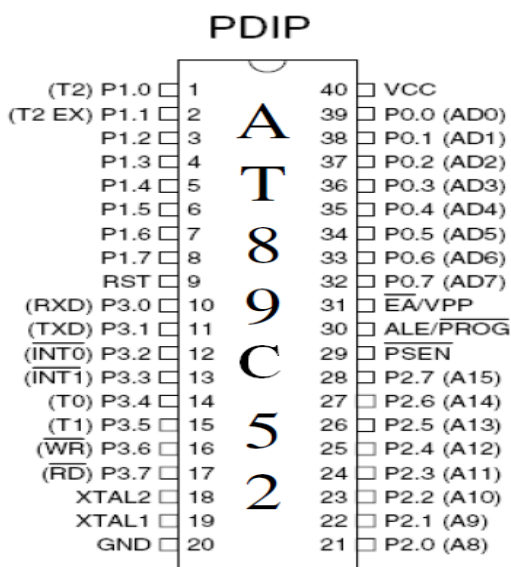 PDIP
(T2) P1.0 1 40 VCC
(T2 EX) P1.1 2 39 P0.0 (AD0)
P1.2 3 38 P0.1 (AD1)
P1.3 4 37 P0.2 (AD2)
P1.4 5 36 P0.3 (AD3)
P1.5 6 35 P0.4 (AD4)
P1.6 7 34 P0.5 (AD5)
P1.7 8 33 P0.6 (AD6)
RST 9 32 P0.7 (AD7)
(RXD) P3.0 10 31 E̅A̅/VPP
(TXD) P3.1 11 30 ALE/P̅R̅O̅G̅
(I̅N̅T̅0̅) P3.2 12 29 P̅S̅E̅N̅
(I̅N̅T̅1̅) P3.3 13 28 P2.7 (A15)
(T0) P3.4 14 27 P2.6 (A14)
(T1) P3.5 15 26 P2.5 (A13)
(W̅R̅) P3.6 16 25 P2.4 (A12)
(R̅D̅) P3.7 17 24 P2.3 (A11)
XTAL2 18 23 P2.2 (A10)
XTAL1 19 22 P2.1 (A9)
GND 20 21 P2.0 (A8)
A
T
8
9
C
5
2